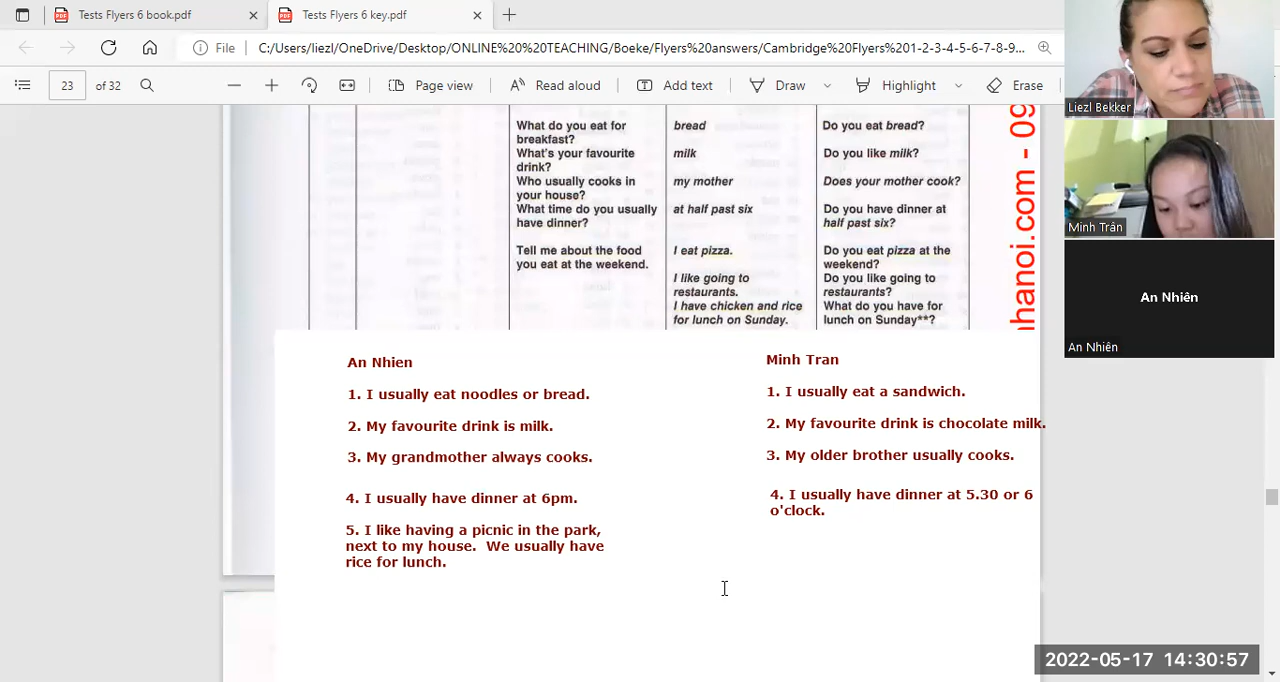 Tests Flyers 6 book.pdf
Tests Flyers 6 key.pdf
File
C:/Users/liezl/OneDrive/Desktop/ONLINE%20%20TEACHING/Boeke/Flyers%20answers/Cambridge%20Flyers%201-2-3-4-5-6-7-8-9...
23 of 32
Page view
Read aloud
Add text
Draw
Highlight
Erase
What do you eat for breakfast?
bread
Do you eat bread?
What's your favourite drink?
milk
Do you like milk?
Who usually cooks in your house?
my mother
Does your mother cook?
What time do you usually have dinner?
at half past six
Do you have dinner at half past six?
Tell me about the food you eat at the weekend.
I eat pizza.
Do you eat pizza at the weekend?
I like going to restaurants.
Do you like going to restaurants?
I have chicken and rice for lunch on Sunday.
What do you have for lunch on Sunday**?
hanoi.com - 09
An Nhien
1. I usually eat noodles or bread.
2. My favourite drink is milk.
3. My grandmother always cooks.
4. I usually have dinner at 6pm.
5. I like having a picnic in the park,
next to my house.  We usually have
rice for lunch.
Minh Tran
1. I usually eat a sandwich.
2. My favourite drink is chocolate milk.
3. My older brother usually cooks.
4. I usually have dinner at 5.30 or 6
o'clock.
Liezl Bekker
Minh Trân
An Nhiên
An Nhiên
2022-05-17 14:30:57